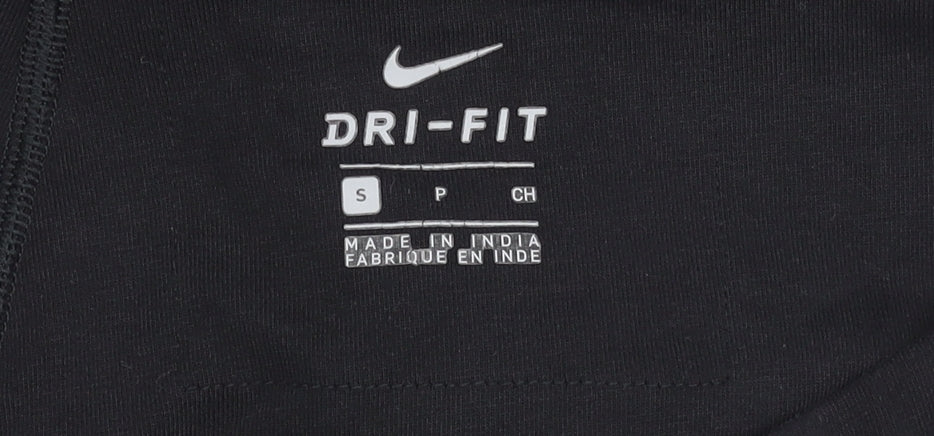 DRI-FIT
S P CH
MADE IN INDIA
FABRIQUE EN INDE